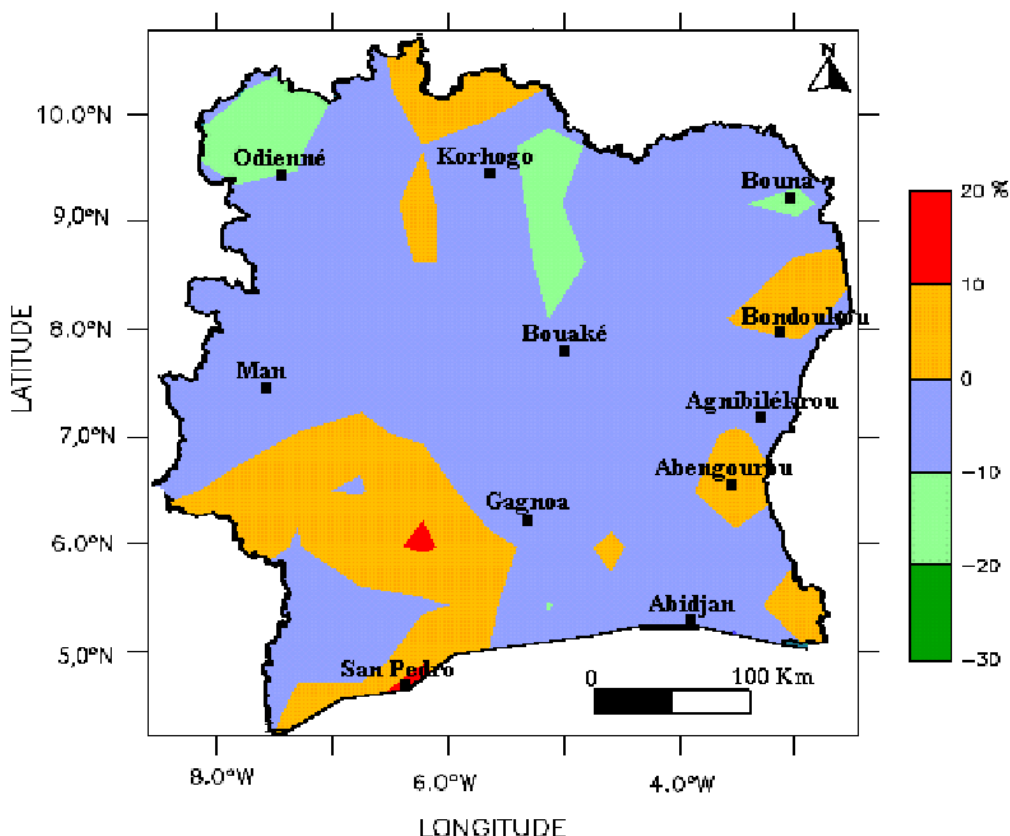 N
10.0°N
Odienné
Korhogo
Bouna
20 %
9,0°N
10
8.0°N
Bondoukou
Bouaké
0
Man
Agnibilékrou
7,0°N
Abengourou
-10
Gagnoa
6.0°N
-20
Abidjan
5,0°N
San Pedro
0
100 Km
-30
8.0°W
6.0°W
4.0°W
LATITUDE
LONGITUDE